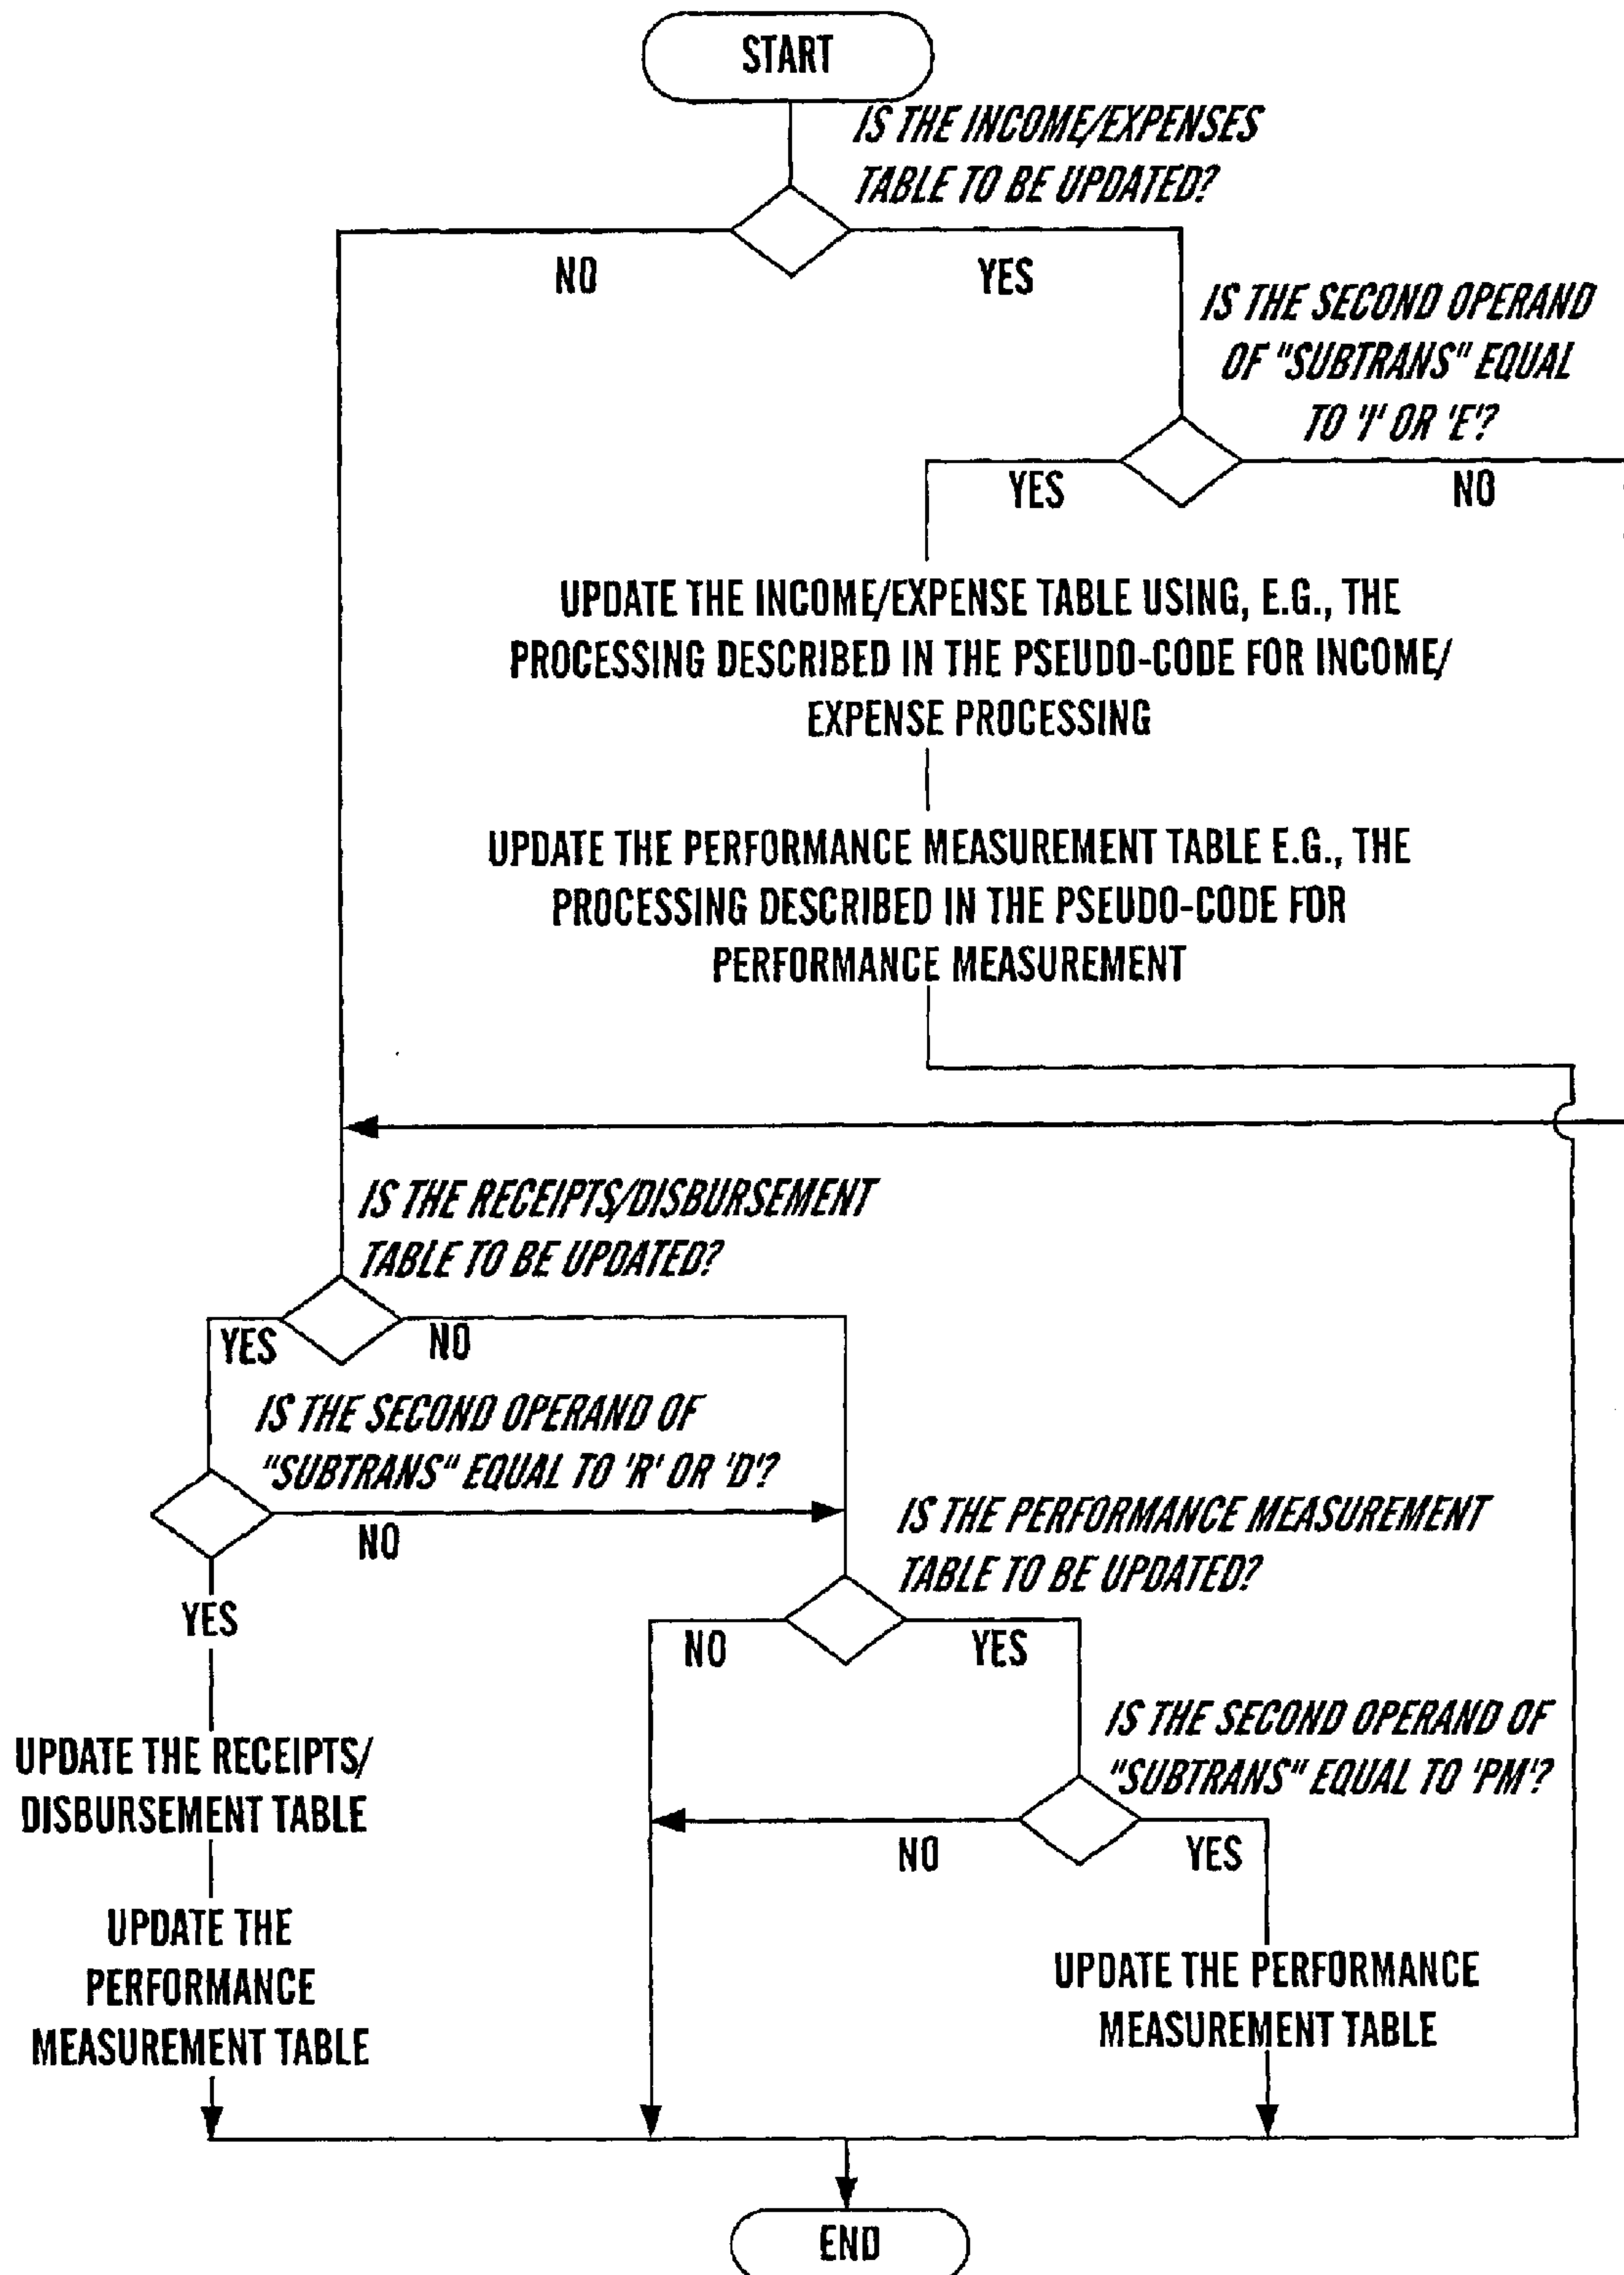 START
IS THE INCOME/EXPENSES
TABLE TO BE UPDATED?
NO
YES
IS THE SECOND OPERAND
OF "SUBTRANS" EQUAL
TO 'I' OR 'E'?
YES
NO
UPDATE THE INCOME/EXPENSE TABLE USING, E.G., THE
PROCESSING DESCRIBED IN THE PSEUDO-CODE FOR INCOME/
EXPENSE PROCESSING
UPDATE THE PERFORMANCE MEASUREMENT TABLE E.G., THE
PROCESSING DESCRIBED IN THE PSEUDO-CODE FOR
PERFORMANCE MEASUREMENT
IS THE RECEIPTS/DISBURSEMENT
TABLE TO BE UPDATED?
YES
NO
IS THE SECOND OPERAND OF
"SUBTRANS" EQUAL TO 'R' OR 'D'?
NO
YES
IS THE PERFORMANCE MEASUREMENT
TABLE TO BE UPDATED?
NO
YES
IS THE SECOND OPERAND OF
"SUBTRANS" EQUAL TO 'PM'?
NO
YES
UPDATE THE RECEIPTS/
DISBURSEMENT TABLE
UPDATE THE
PERFORMANCE
MEASUREMENT TABLE
UPDATE THE PERFORMANCE
MEASUREMENT TABLE
END